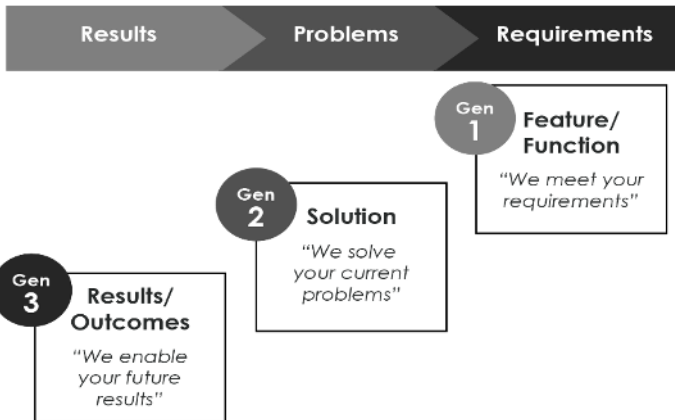 Results
Problems
Requirements
Gen
1
Feature/
Function
“We meet your
requirements”
Gen
2
Solution
“We solve
your current
problems”
Gen
3
Results/
Outcomes
“We enable
your future
results”